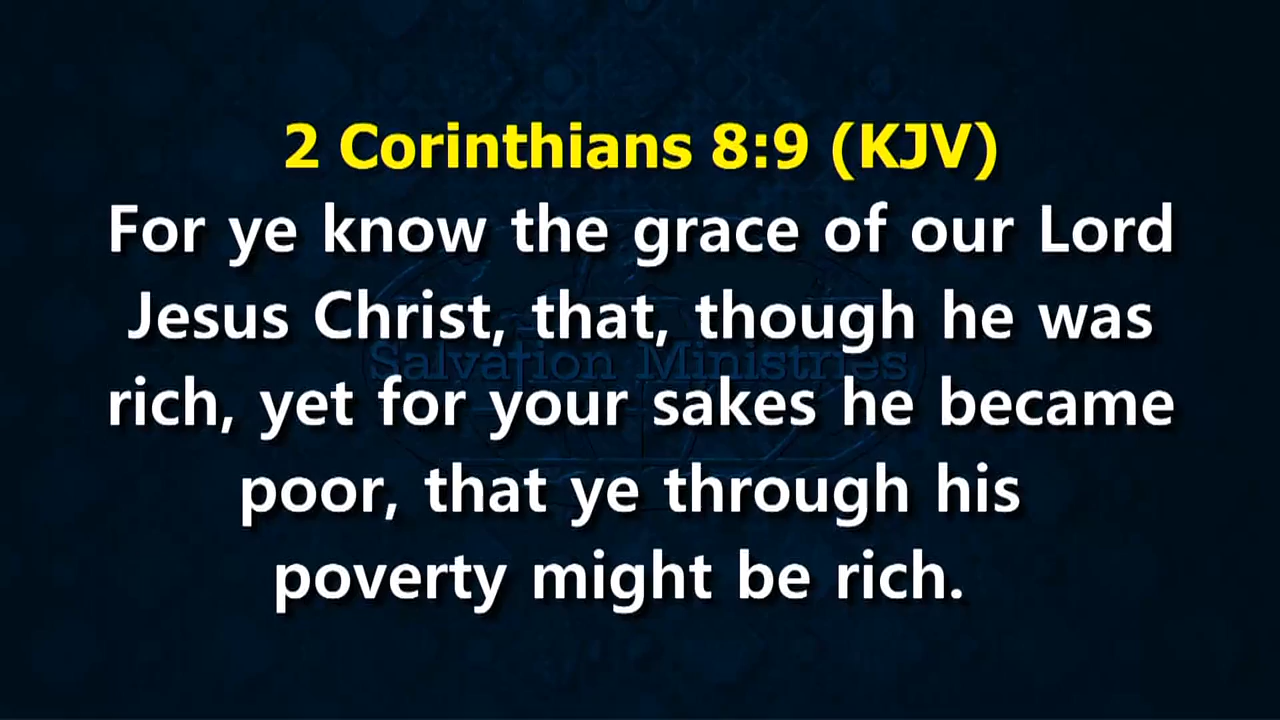 2 Corinthians 8:9 (KJV)
For ye know the grace of our Lord
Jesus Christ, that, though he was
Salvation Ministries
rich, yet for your sakes he became
poor, that ye through his
poverty might be rich.